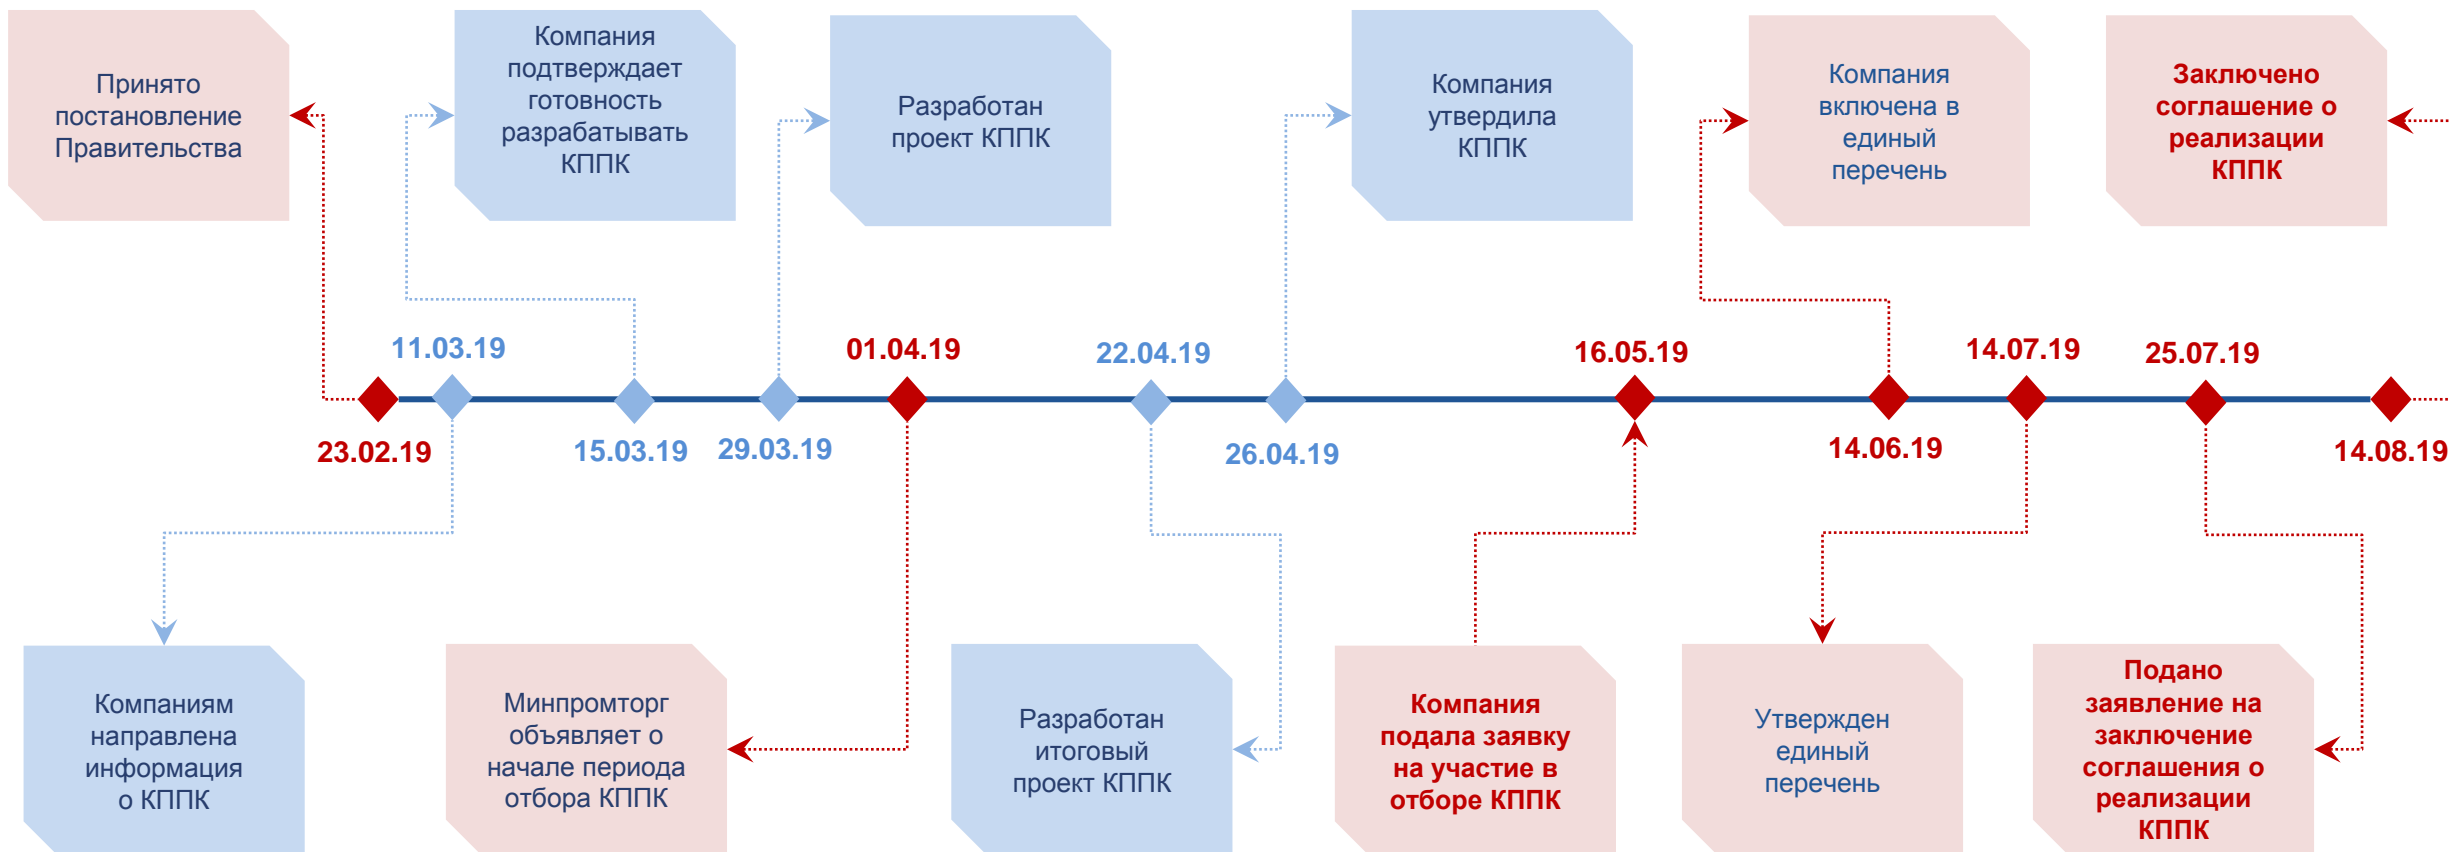 Принято
постановление
Правительства
Компания
подтверждает
готовность
разрабатывать
КППК
Разработан
проект КППК
Компания
утвердила
КППК
Компания
включена в
единый
перечень
Заключено
соглашение о
реализации
КППК
11.03.19
01.04.19
22.04.19
16.05.19
14.07.19
25.07.19
23.02.19
15.03.19
29.03.19
26.04.19
14.06.19
14.08.19
Компаниям
направлена
информация
о КППК
Минпромторг
объявляет о
начале периода
отбора КППК
Разработан
итоговый
проект КППК
Компания
подала заявку
на участие в
отборе КППК
Утвержден
единый
перечень
Подано
заявление на
заключение
соглашения о
реализации
КППК